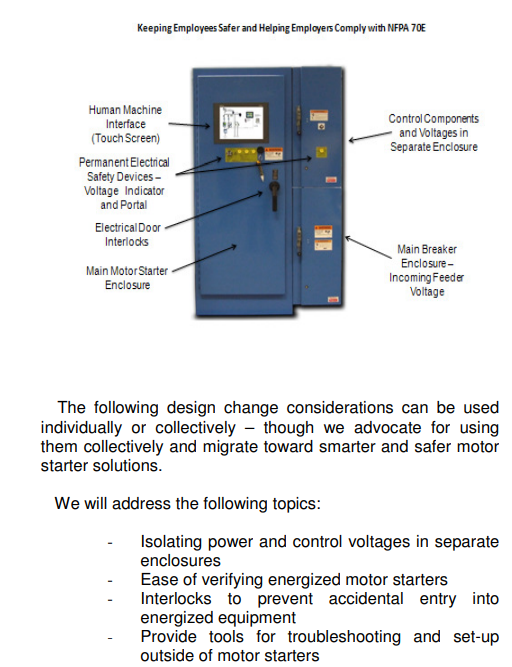 Keeping Employees Safer and Helping Employers Comply with NFPA 70E
Human Machine
Interface
(Touch Screen)
Permanent Electrical
Safety Devices –
Voltage Indicator
and Portal
Electrical Door
Interlocks
Main Motor Starter
Enclosure
Control Components
and Voltages in
Separate Enclosure
Main Breaker
Enclosure –
Incoming Feeder
Voltage
The following design change considerations can be used
individually or collectively – though we advocate for using
them collectively and migrate toward smarter and safer motor
starter solutions.
We will address the following topics:
- Isolating power and control voltages in separate
enclosures
- Ease of verifying energized motor starters
- Interlocks to prevent accidental entry into
energized equipment
- Provide tools for troubleshooting and set-up
outside of motor starters